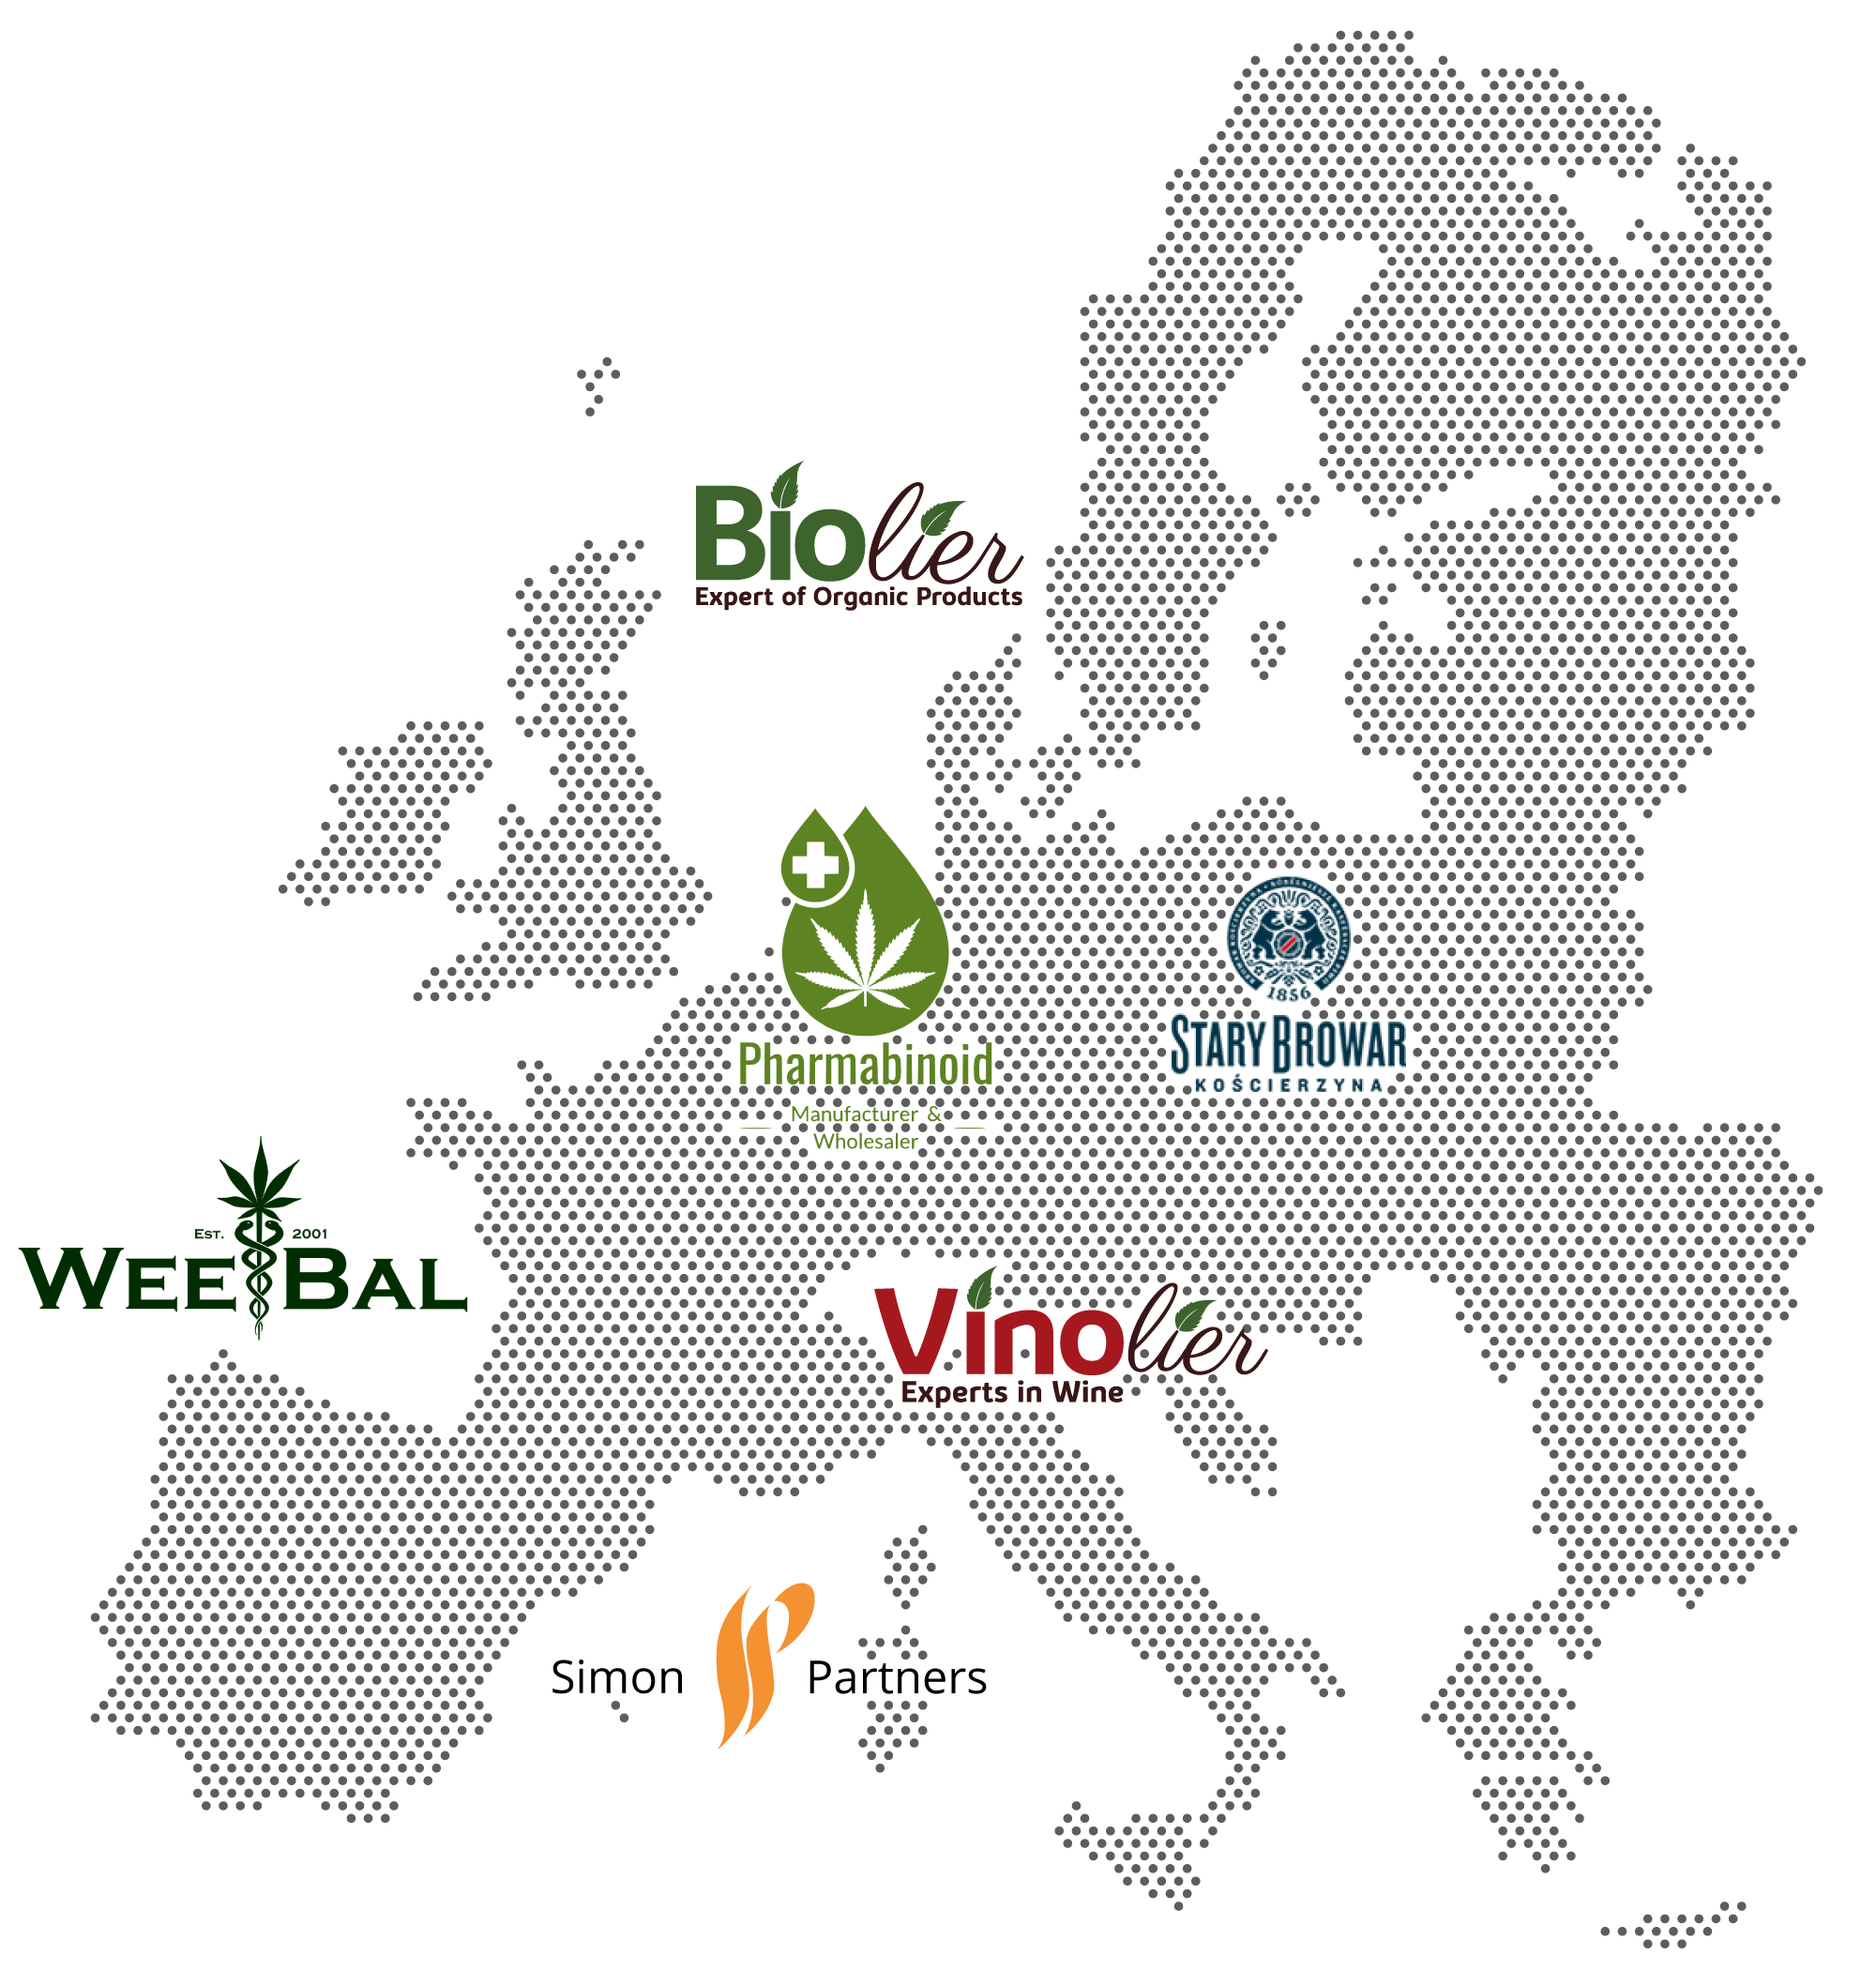 Biolier
Expert of Organic Products
1856
STARY BROWAR
KOŚCIERZYNA
Pharmabinoid
Manufacturer &
Wholesaler
EST. 2001
WEEBAL
Vinolier
Experts in Wine
Simon Partners